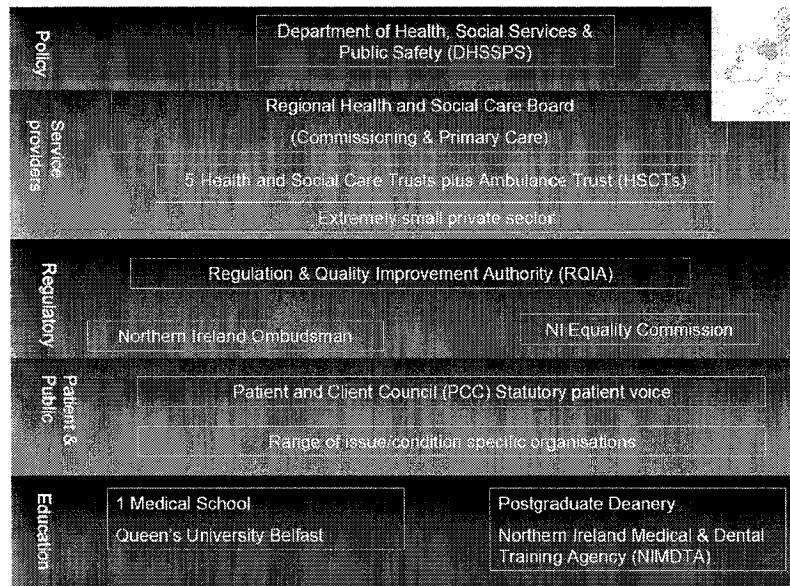 Policy
Department of Health, Social Services &
Public Safety (DHSSPS)
Service
providers
Regional Health and Social Care Board
(Commissioning & Primary Care)
5 Health and Social Care Trusts plus Ambulance Trust (HSCTs)
Extremely small private sector
Regulatory
Regulation & Quality Improvement Authority (RQIA)
Northern Ireland Ombudsman
NI Equality Commission
Patient &
Public
Patient and Client Council (PCC) Statutory patient voice
Range of issue/condition specific organisations
Education
1 Medical School
Queen's University Belfast
Postgraduate Deanery
Northern Ireland Medical & Dental
Training Agency (NIMDTA)